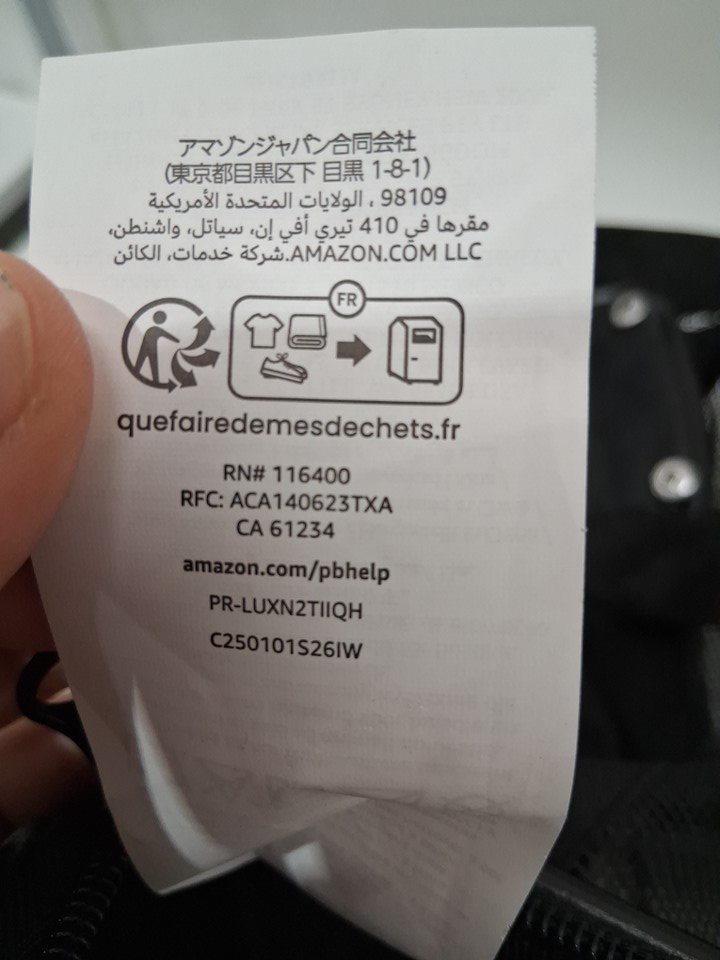 アマゾンジャパン合同会社
(東京都目黒区下 目黒 1-8-1)
98109 ، الولايات المتحدة الأمريكية
مقرها في 410 تيري أفي إن، سياتل، واشنطن،
AMAZON.COM LLC.شركة خدمات، الكائن
FR
quefairedemesdechets.fr
RN# 116400
RFC: ACA140623TXA
CA 61234
amazon.com/pbhelp
PR-LUXN2TIIQH
C250101S26IW